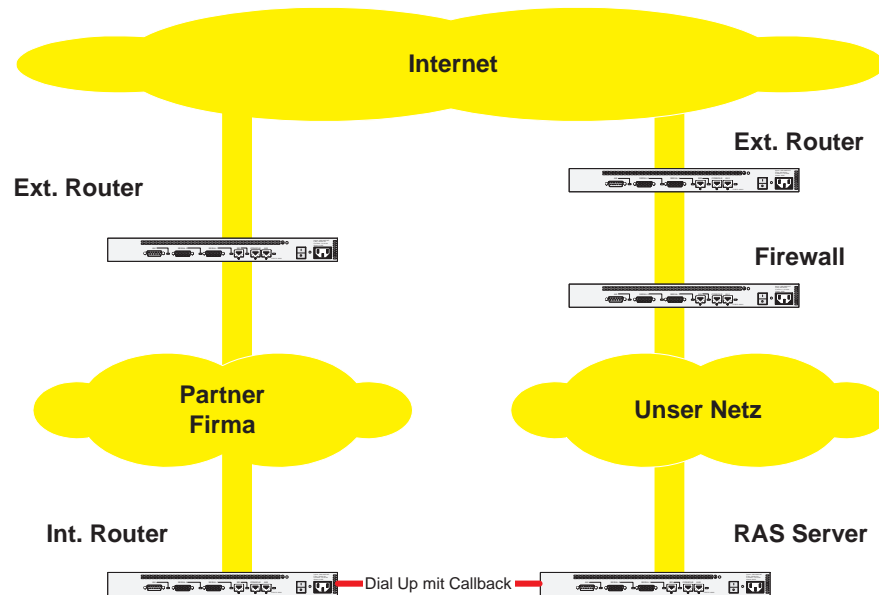 Internet
Ext. Router
Ext. Router
Firewall
Partner
Firma
Unser Netz
Int. Router
RAS Server
Dial Up mit Callback